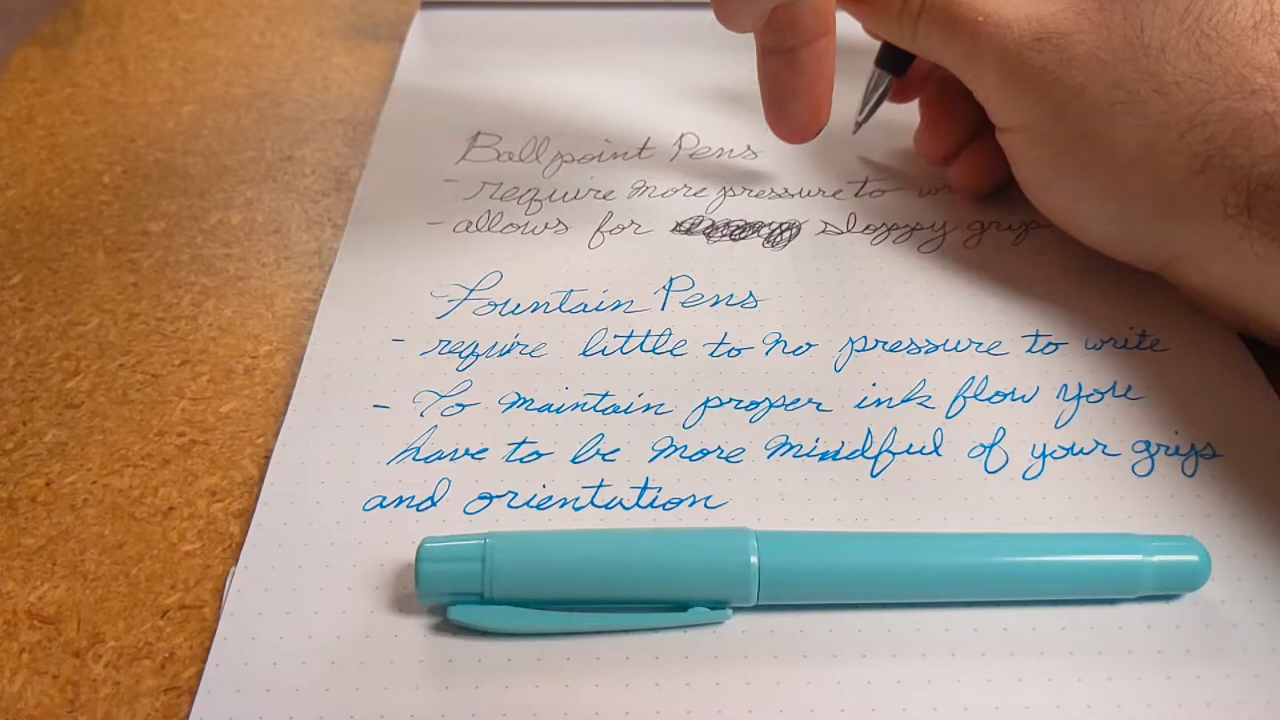 Ballpoint Pens
- require more pressure to
- allows for sloppy grip
Fountain Pens
- require little to no pressure to write
- To maintain proper ink flow you
have to be more mindful of your grip
and orientation